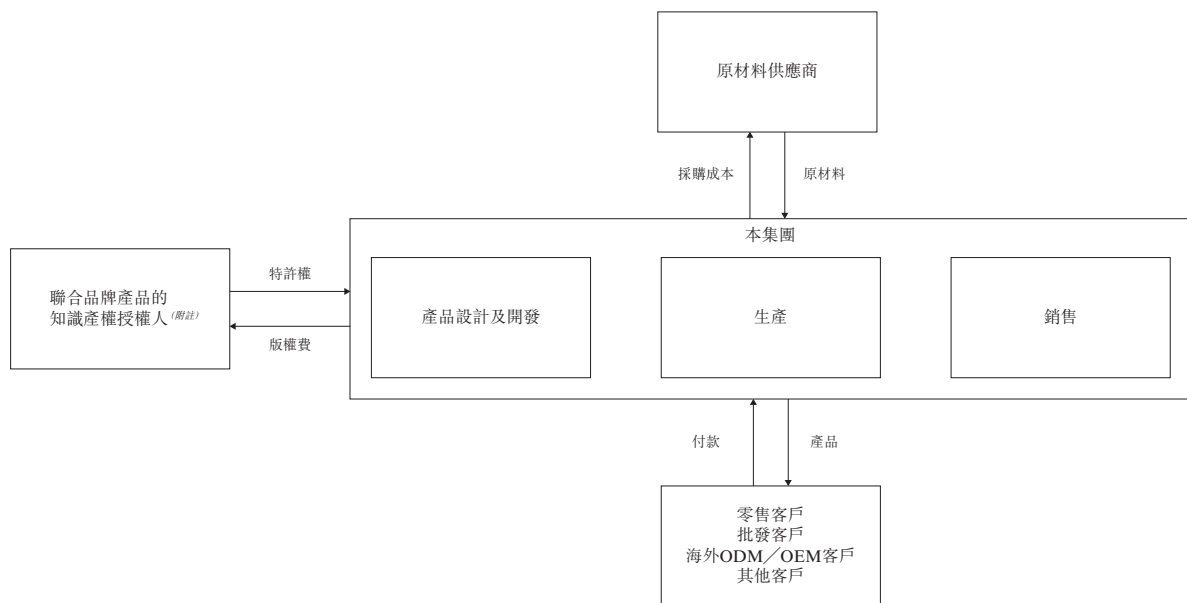 原材料供應商
採購成本
原材料
本集團
聯合品牌產品的
知識產權授權人(附註)
特許權
版權費
產品設計及開發
生產
銷售
付款
產品
零售客戶
批發客戶
海外ODM／OEM客戶
其他客戶